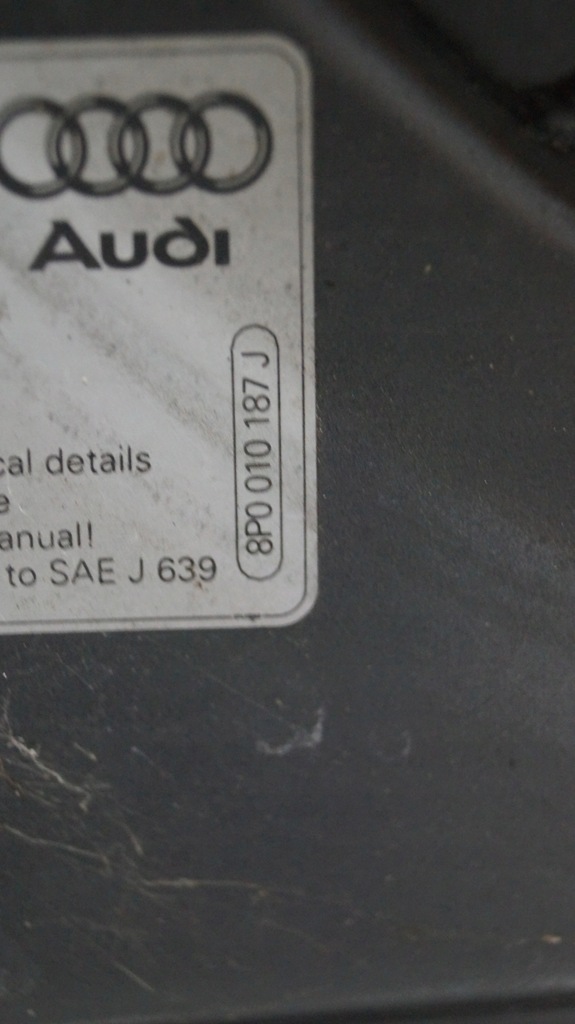 Audi
cal details
e
anual!
to SAE J 639
8P0 010 187 J